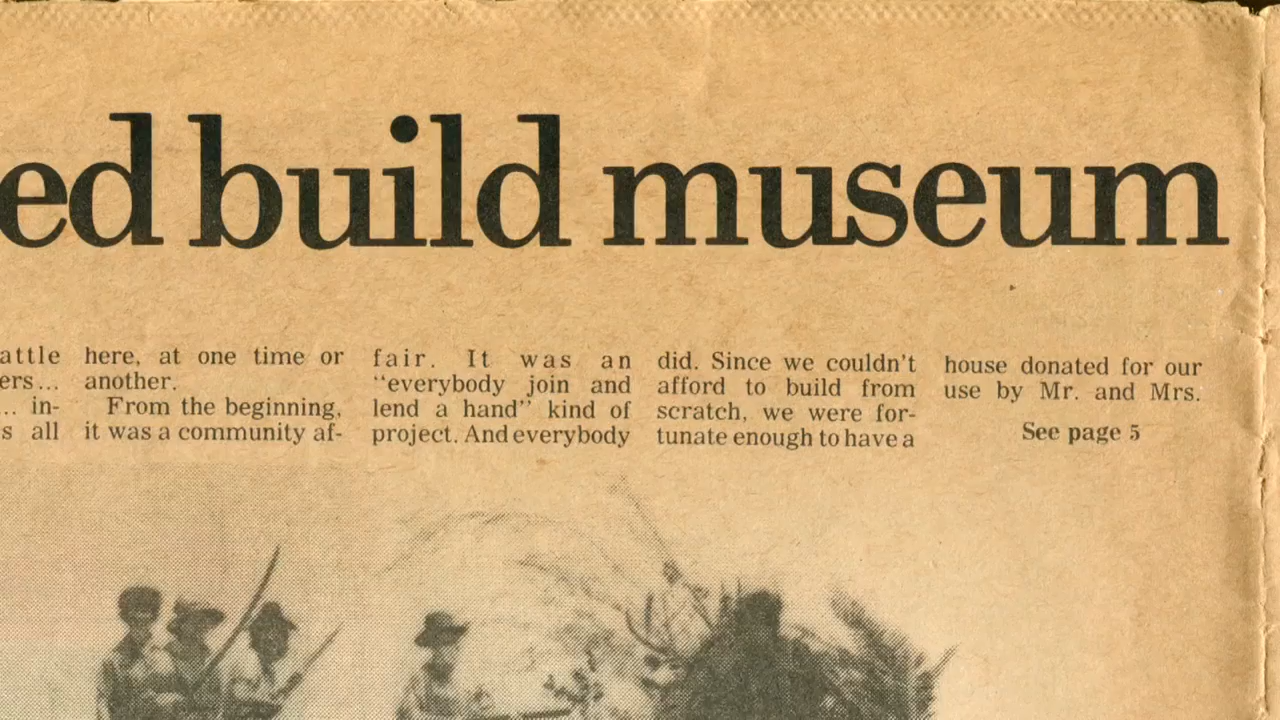 ed build museum
attle
ers...
... in-
s all
here, at one time or
another.
From the beginning,
it was a community af-
fair. It was an
“everybody join and
lend a hand” kind of
project. And everybody
did. Since we couldn't
afford to build from
scratch, we were for-
tunate enough to have a
house donated for our
use by Mr. and Mrs.
See page 5